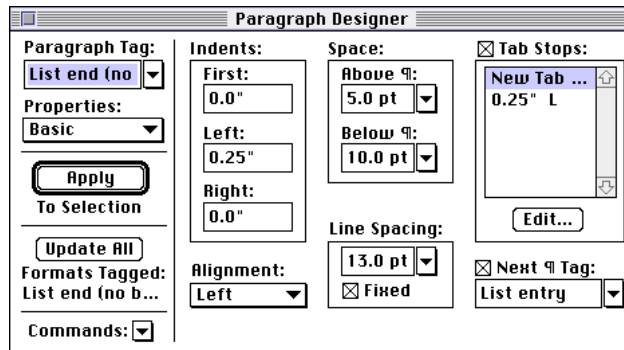 Paragraph Designer
Paragraph Tag:
List end (no
Properties:
Basic
Apply
To Selection
Update All
Formats Tagged:
List end (no b...
Commands:
Indents:
First:
0.0"
Left:
0.25"
Right:
0.0"
Alignment:
Left
Space:
Above ¶:
5.0 pt
Below ¶:
10.0 pt
Line Spacing:
13.0 pt
Fixed
Tab Stops:
New Tab ...
0.25" L
Edit...
Next ¶ Tag:
List entry